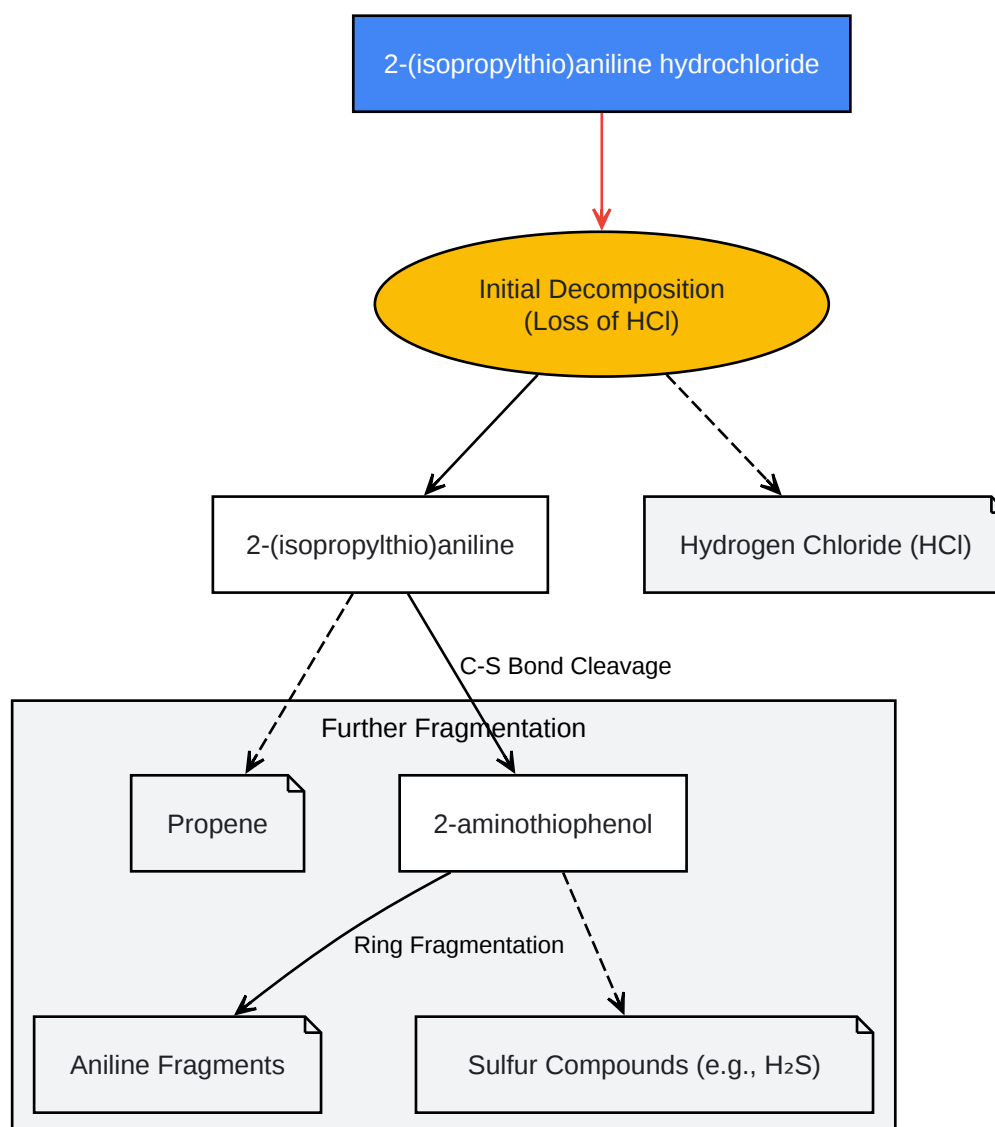 2-(isopropylthio)aniline hydrochloride
Initial Decomposition
(Loss of HCl)
2-(isopropylthio)aniline
Hydrogen Chloride (HCl)
C-S Bond Cleavage
Further Fragmentation
Propene
2-aminothiophenol
Ring Fragmentation
Aniline Fragments
Sulfur Compounds (e.g., H₂S)